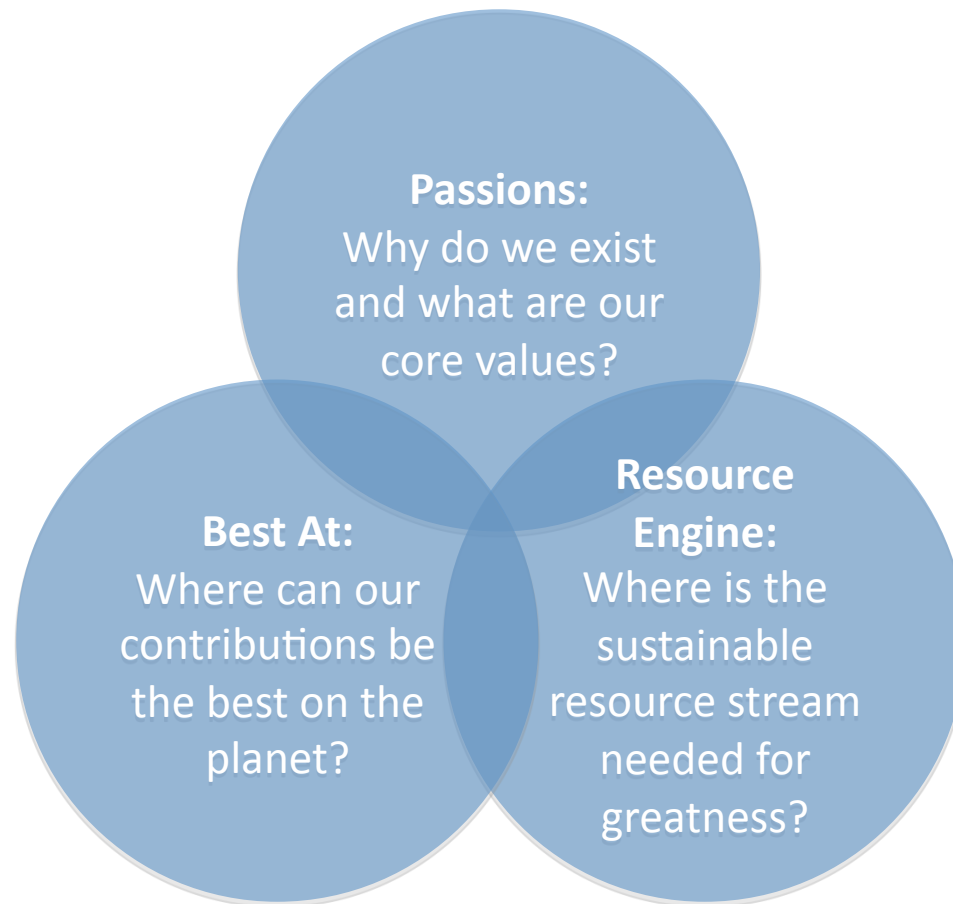 Passions:
Why do we exist
and what are our
core values?
Best At:
Where can our
contributions be
the best on the
planet?
Resource
Engine:
Where is the
sustainable
resource stream
needed for
greatness?